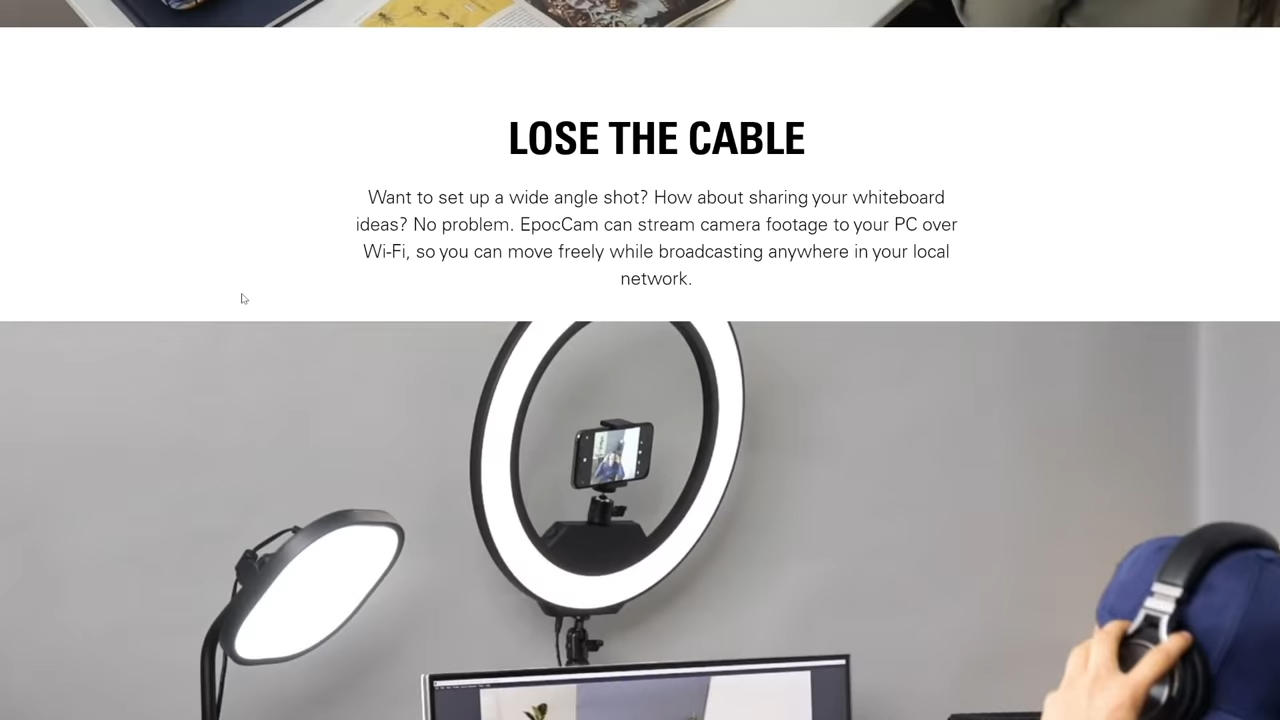 LOSE THE CABLE
Want to set up a wide angle shot? How about sharing your whiteboard
ideas? No problem. EpocCam can stream camera footage to your PC over
Wi-Fi, so you can move freely while broadcasting anywhere in your local
network.